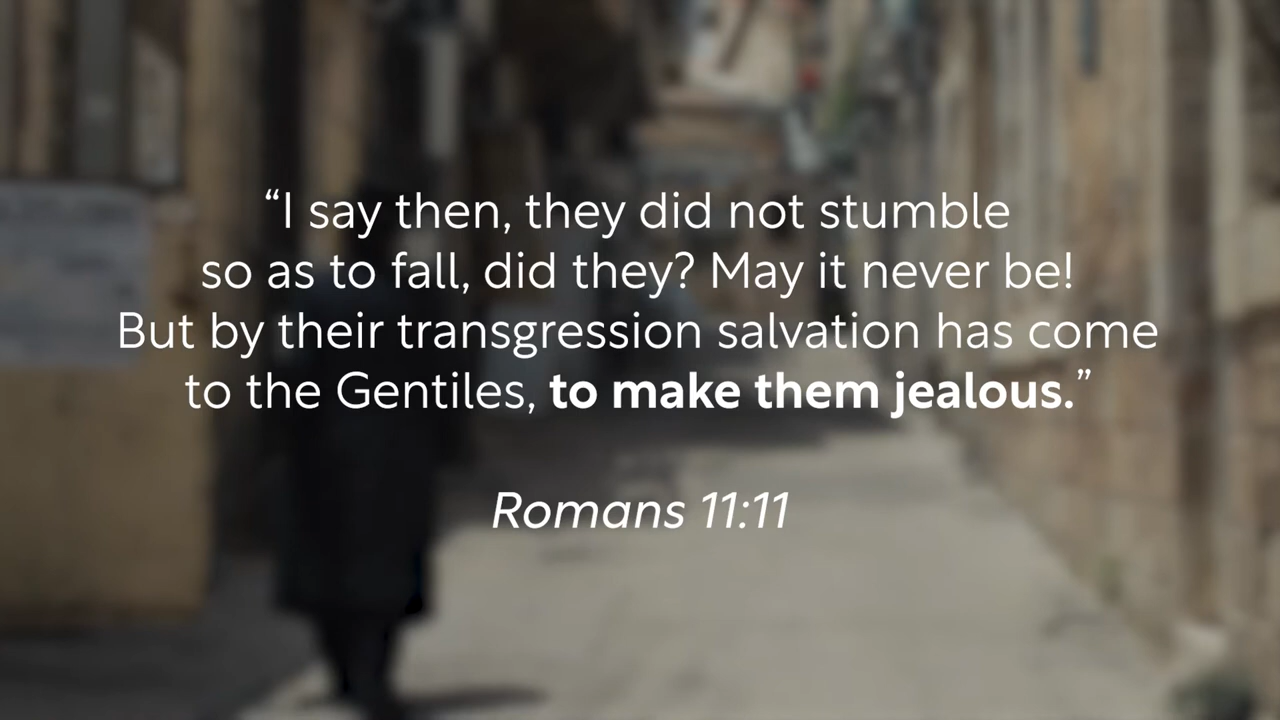 “I say then, they did not stumble
so as to fall, did they? May it never be!
But by their transgression salvation has come
to the Gentiles, to make them jealous.”
Romans 11:11